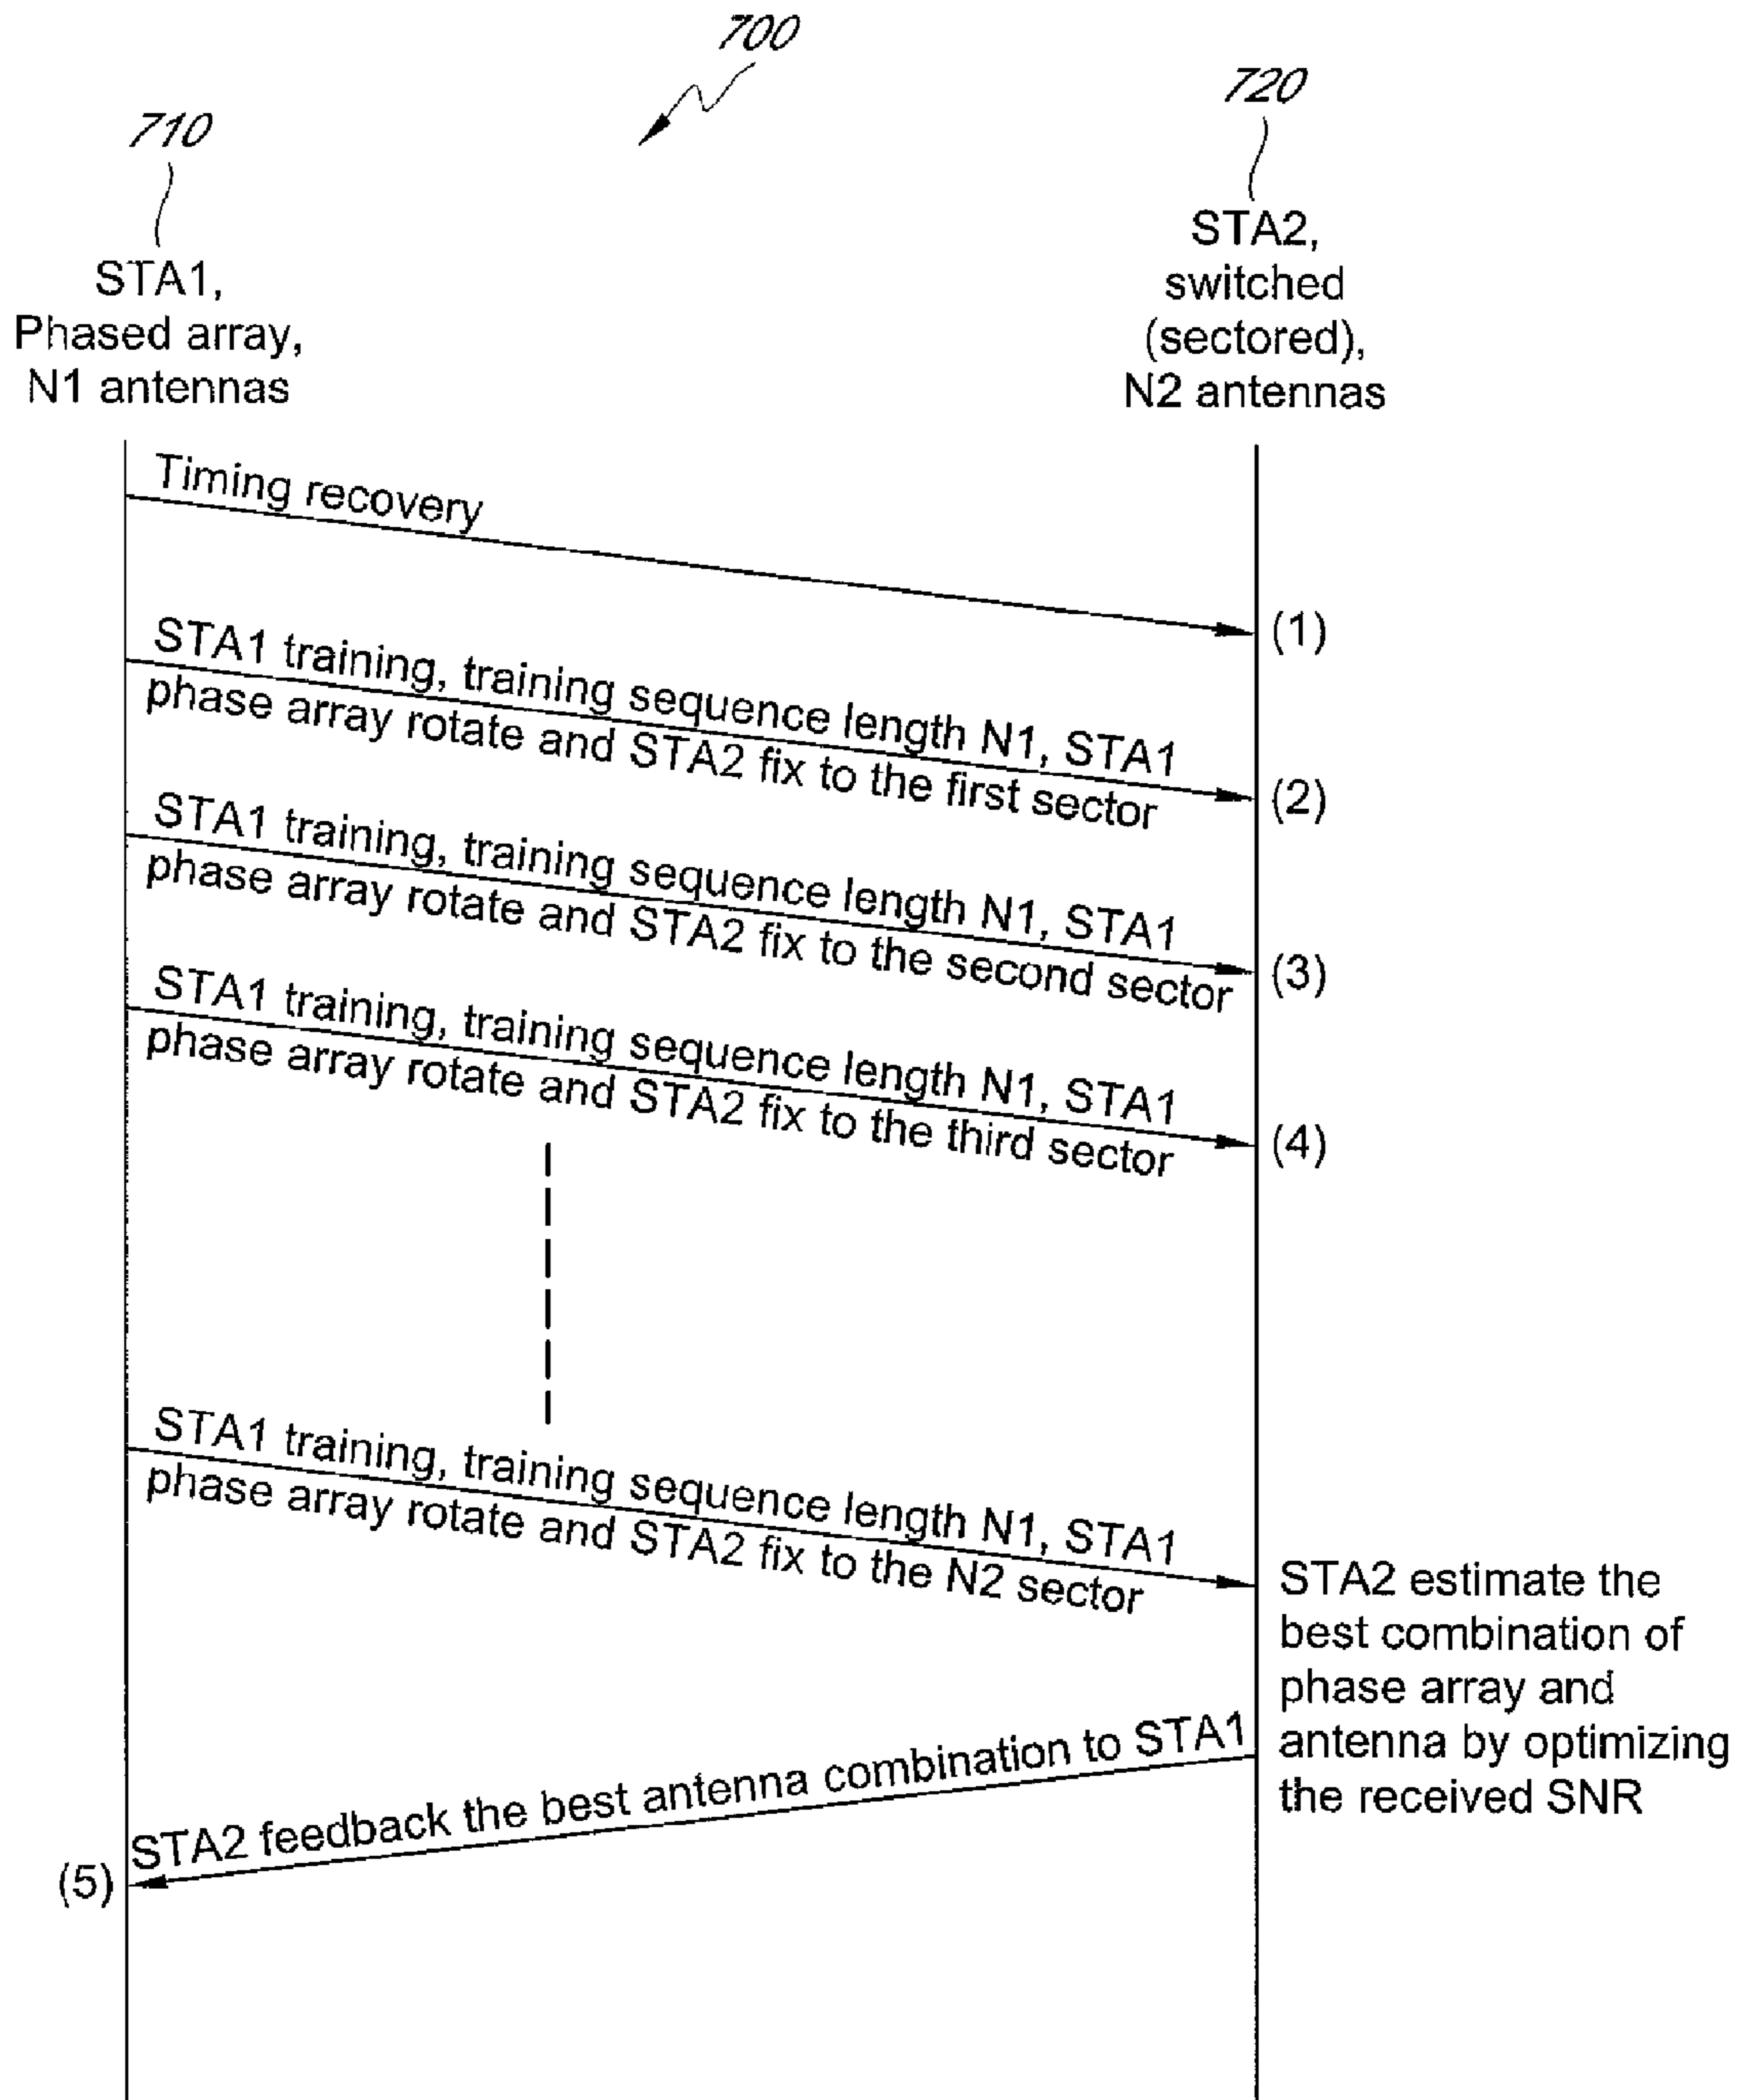 700
710
720
STA1,
Phased array,
N1 antennas
STA2,
switched
(sectored),
N2 antennas
Timing recovery
(1)
STA1 training, training sequence length N1, STA1
phase array rotate and STA2 fix to the first sector
(2)
STA1 training, training sequence length N1, STA1
phase array rotate and STA2 fix to the second sector
(3)
STA1 training, training sequence length N1, STA1
phase array rotate and STA2 fix to the third sector
(4)
STA1 training, training sequence length N1, STA1
phase array rotate and STA2 fix to the N2 sector
STA2 estimate the
best combination of
phase array and
antenna by optimizing
the received SNR
STA2 feedback the best antenna combination to STA1
(5)